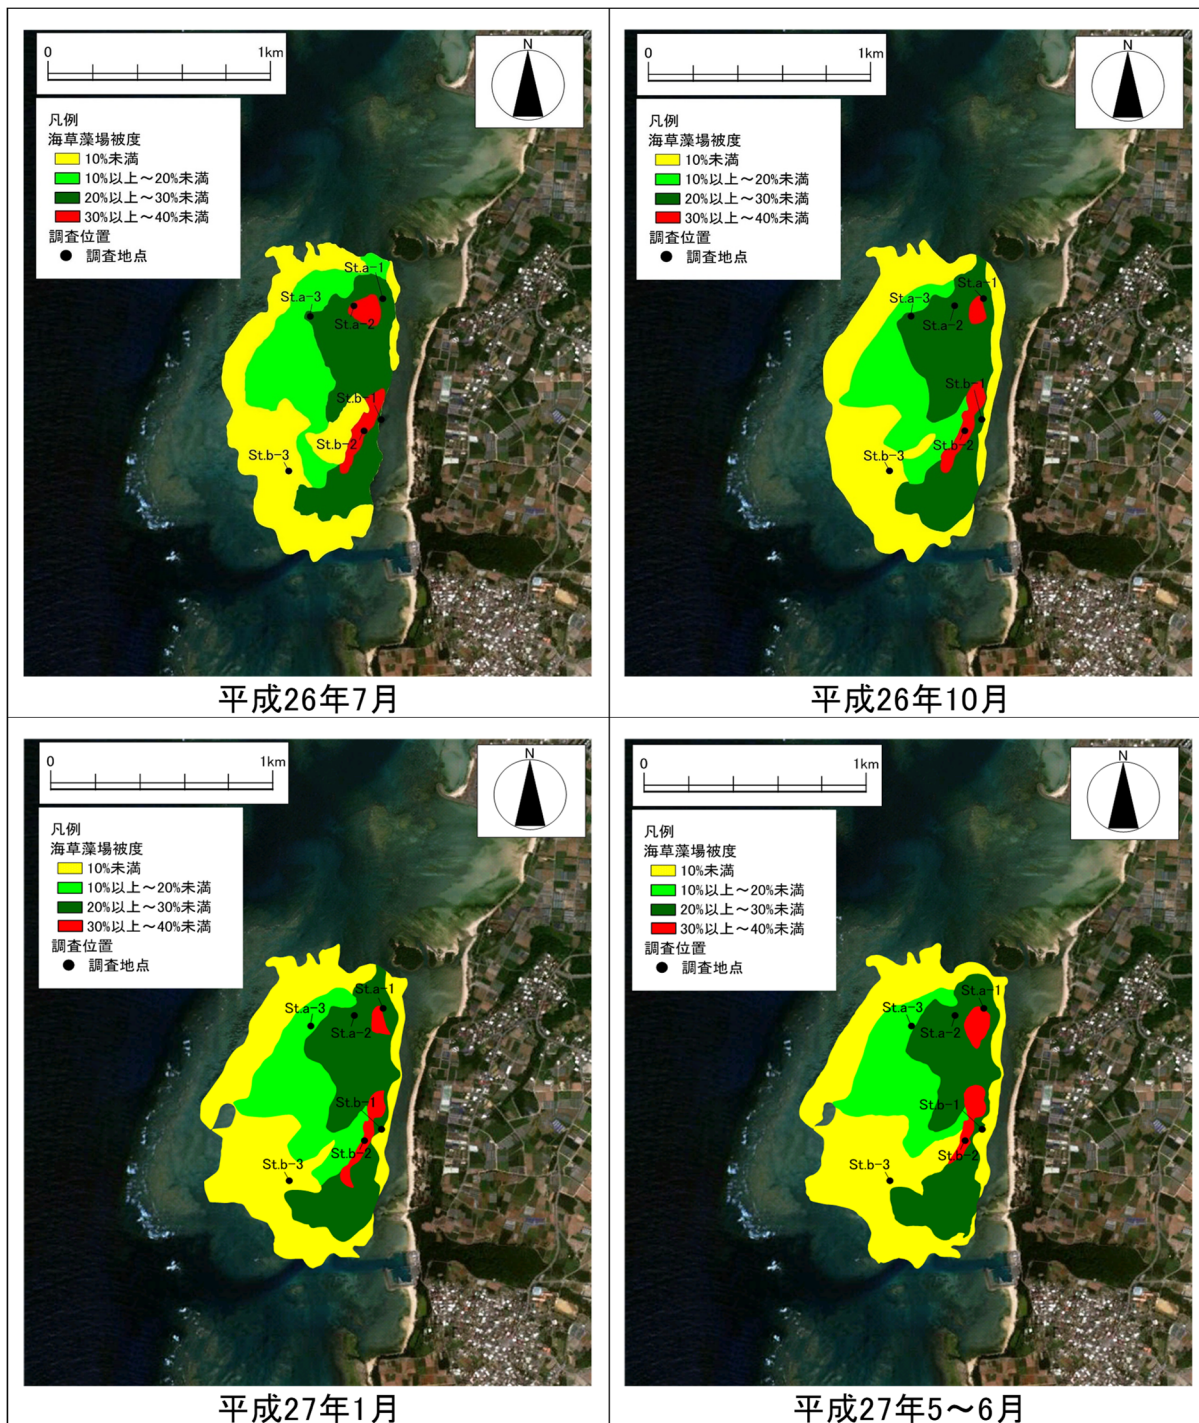 0 1km
N
凡例
海草藻場被度
10%未満
10%以上～20%未満
20%以上～30%未満
30%以上～40%未満
調査位置
調査地点
St.a-1
St.a-3
St.a-2
St.b-1
St.b-2
St.b-3
平成26年7月
0 1km
N
凡例
海草藻場被度
10%未満
10%以上～20%未満
20%以上～30%未満
30%以上～40%未満
調査位置
調査地点
St.a-1
St.a-3
St.a-2
St.b-1
St.b-2
St.b-3
平成26年10月
0 1km
N
凡例
海草藻場被度
10%未満
10%以上～20%未満
20%以上～30%未満
30%以上～40%未満
調査位置
調査地点
St.a-1
St.a-3
St.a-2
St.b-1
St.b-2
St.b-3
平成27年1月
0 1km
N
凡例
海草藻場被度
10%未満
10%以上～20%未満
20%以上～30%未満
30%以上～40%未満
調査位置
調査地点
St.a-1
St.a-3
St.a-2
St.b-1
St.b-2
St.b-3
平成27年5～6月